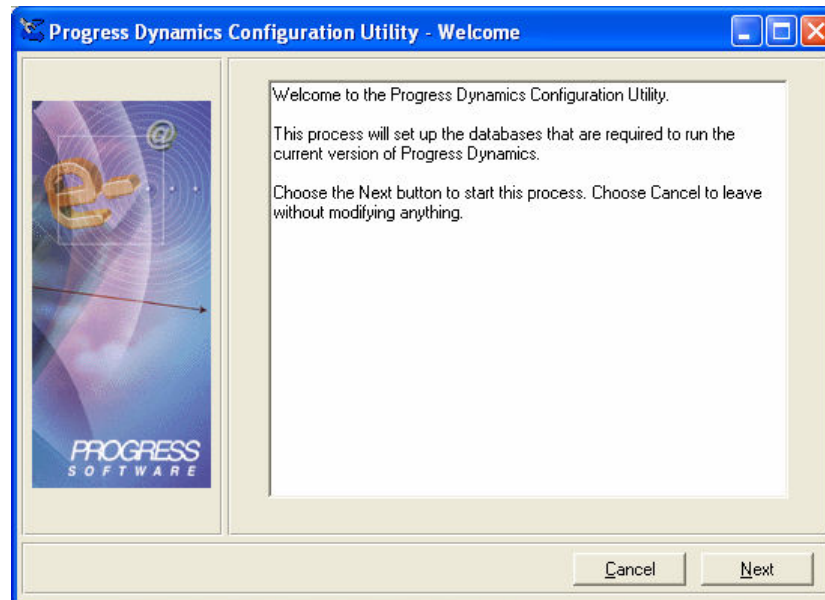 Progress Dynamics Configuration Utility - Welcome
Welcome to the Progress Dynamics Configuration Utility.
This process will set up the databases that are required to run the
current version of Progress Dynamics.
Choose the Next button to start this process. Choose Cancel to leave
without modifying anything.
@
e-
PROGRESS
SOFTWARE
Cancel
Next